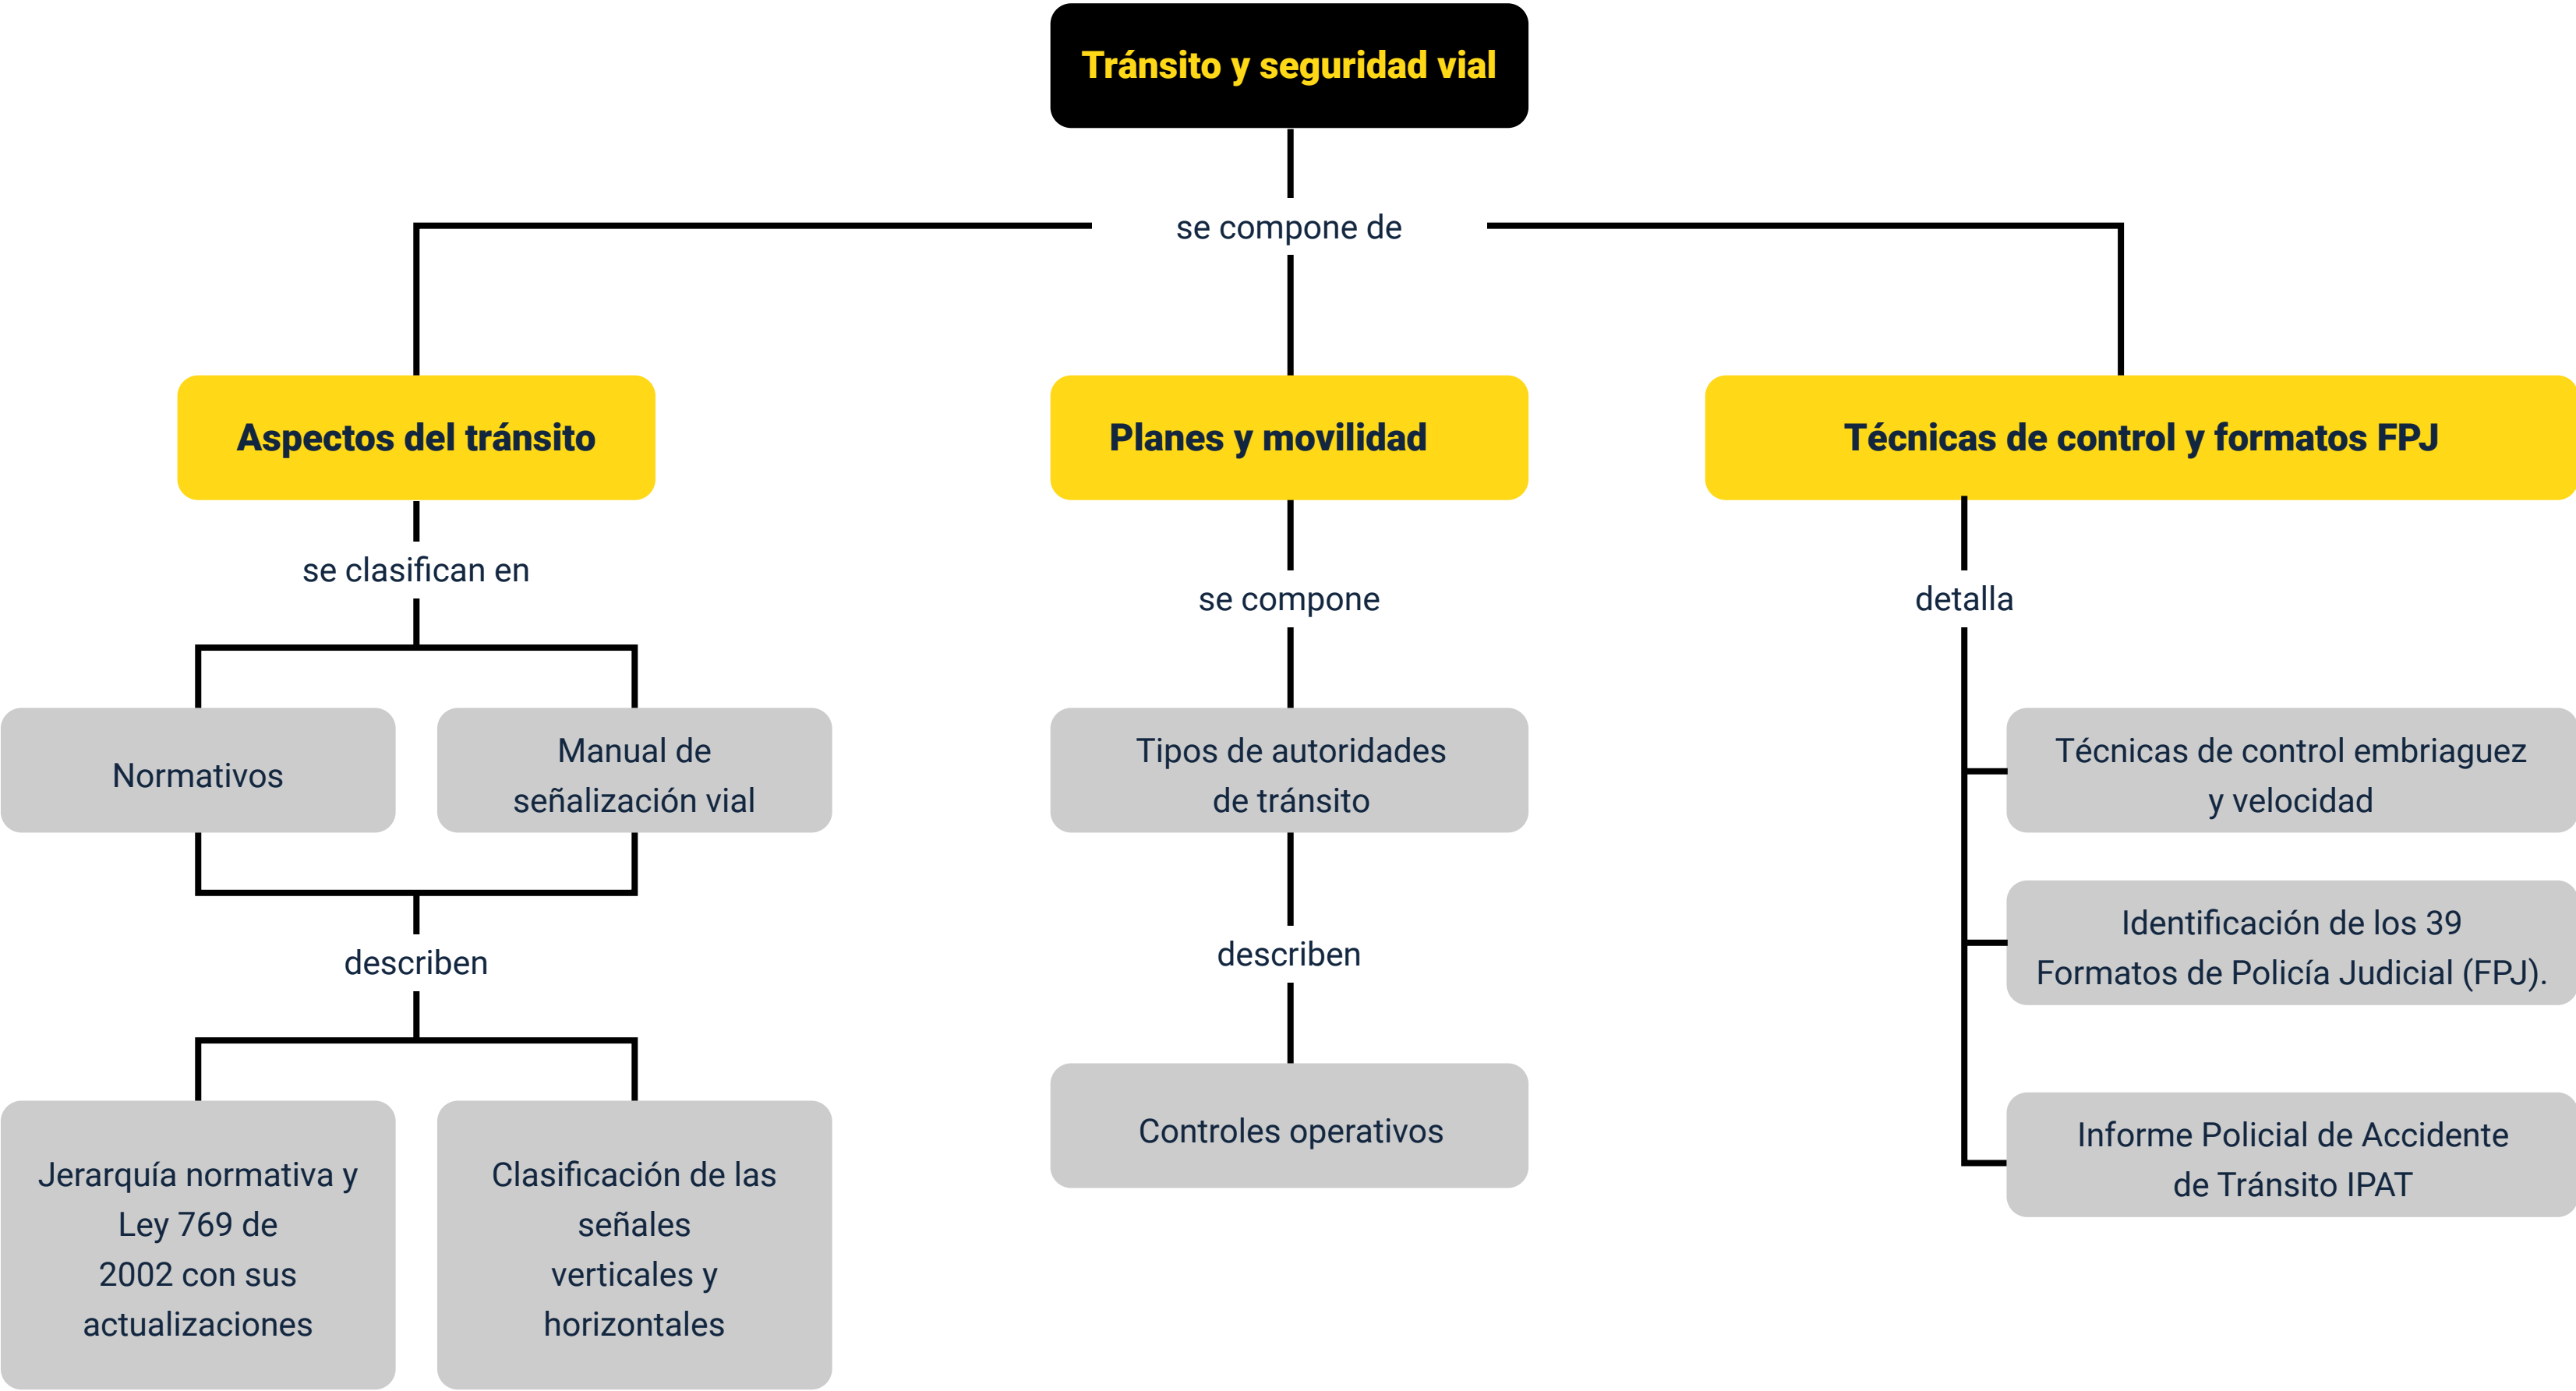 Tránsito y seguridad vial
se compone de
Aspectos del tránsito
Planes y movilidad
Técnicas de control y formatos FPJ
se clasifican en
se compone
detalla
Normativos
Manual de
señalización vial
Tipos de autoridades
de tránsito
Técnicas de control embriaguez
y velocidad
Identificación de los 39
Formatos de Policía Judicial (FPJ).
describen
describen
Jerarquía normativa y
Ley 769 de
2002 con sus
actualizaciones
Clasificación de las
señales
verticales y
horizontales
Controles operativos
Informe Policial de Accidente
de Tránsito IPAT